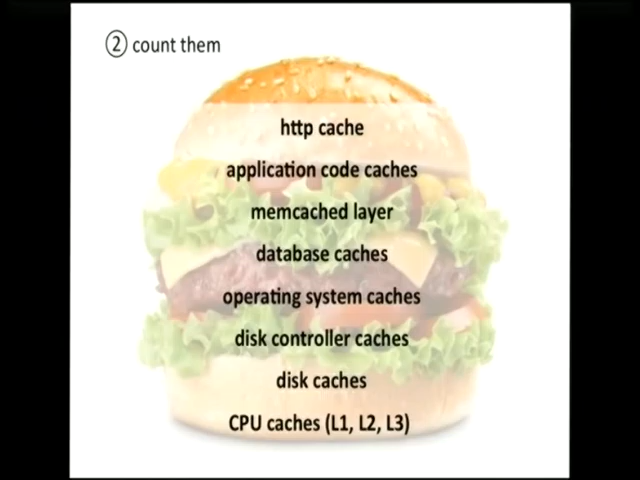 ② count them
http cache
application code caches
memcached layer
database caches
operating system caches
disk controller caches
disk caches
CPU caches (L1, L2, L3)